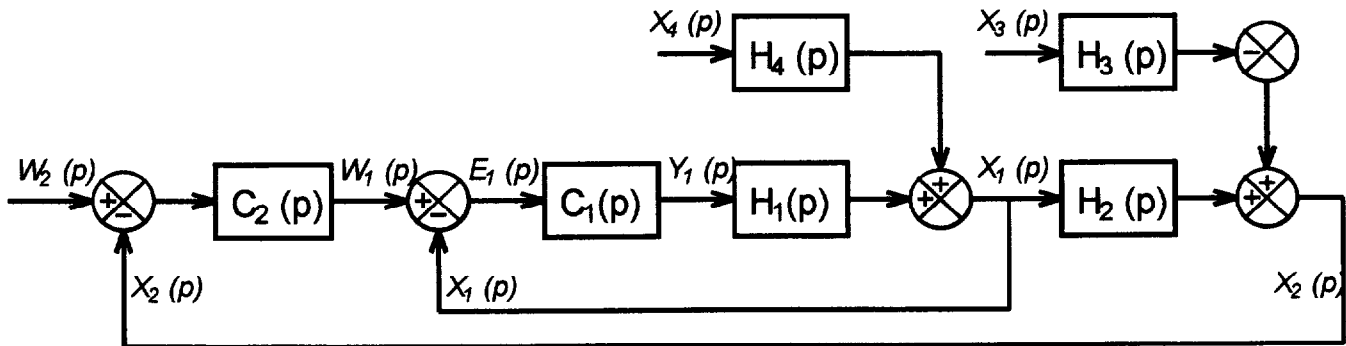 X₄ (p)
H₄ (p)
X₃ (p)
H₃ (p)
-
W₂ (p)
+
-
C₂ (p)
W₁ (p)
+
-
E₁ (p)
C₁(p)
Y₁ (p)
H₁(p)
+
+
X₁ (p)
H₂ (p)
+
+
X₂ (p)
X₁ (p)
X₂ (p)